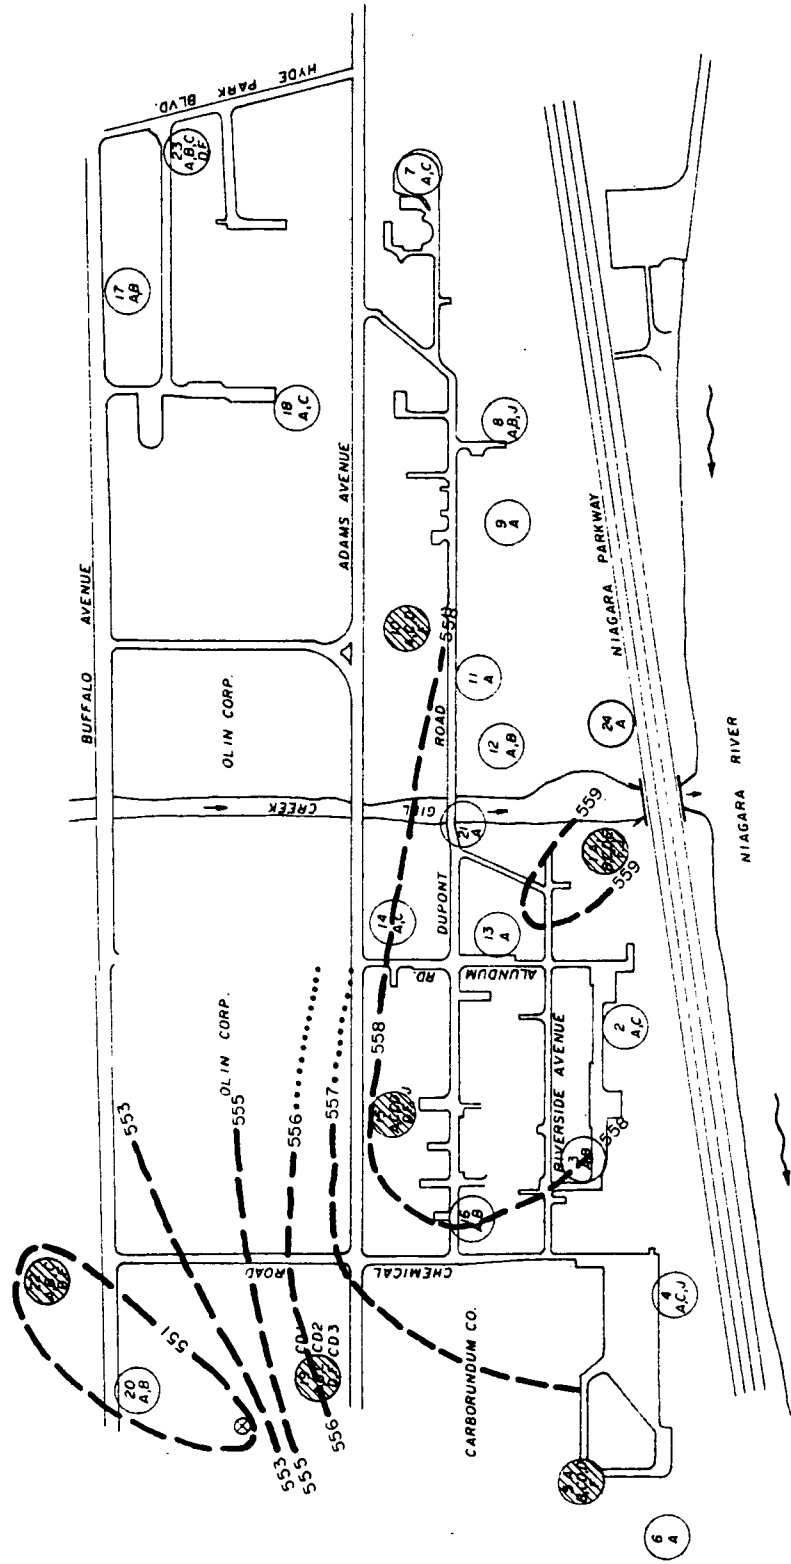 HYDE PARK BLVD.
23
A,B,C
D,F
7
A,C
17
A,B
18
A,C
8
A,B,J
9
A
BUFFALO AVENUE
ADAMS AVENUE
NIAGARA PARKWAY
OLIN CORP.
558
11
A
12
A,B
24
A
DUPONT ROAD
GILL CREEK
NIAGARA RIVER
21
A
559
559
14
A,C
13
A
ALUNDUM RD.
2
A,C
OLIN CORP.
RIVERSIDE AVENUE
553
555
556
557
558
558
3
A,B
16
A,B
CHEMICAL ROAD
4
A,C,J
CARBORUNDUM CO.
551
20
A,B
19
CD1
CD2
CD3
553
555
556
5
6
A